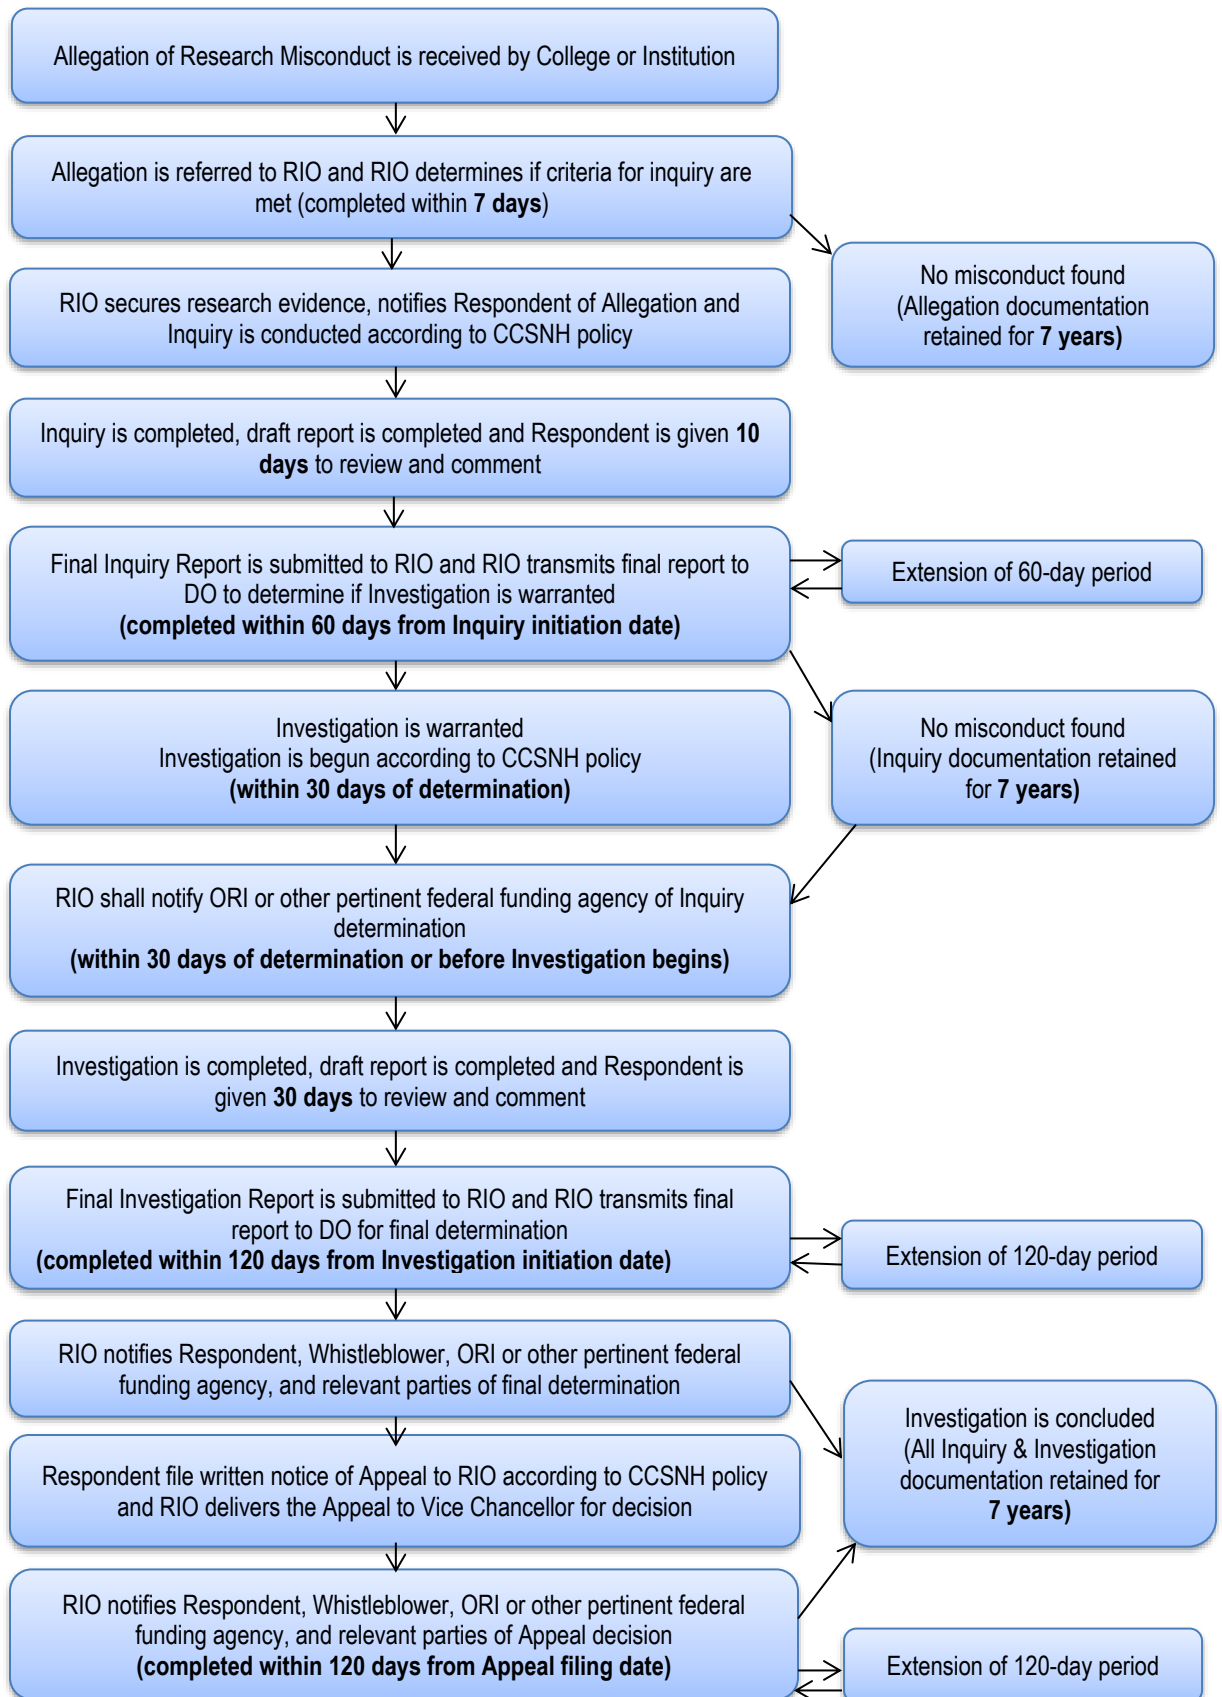 Allegation of Research Misconduct is received by College or Institution
Allegation is referred to RIO and RIO determines if criteria for inquiry are
met (completed within 7 days)
No misconduct found
(Allegation documentation
retained for 7 years)
RIO secures research evidence, notifies Respondent of Allegation and
Inquiry is conducted according to CCSNH policy
Inquiry is completed, draft report is completed and Respondent is given 10
days to review and comment
Final Inquiry Report is submitted to RIO and RIO transmits final report to
DO to determine if Investigation is warranted
(completed within 60 days from Inquiry initiation date)
Extension of 60-day period
Investigation is warranted
Investigation is begun according to CCSNH policy
(within 30 days of determination)
No misconduct found
(Inquiry documentation retained
for 7 years)
RIO shall notify ORI or other pertinent federal funding agency of Inquiry
determination
(within 30 days of determination or before Investigation begins)
Investigation is completed, draft report is completed and Respondent is
given 30 days to review and comment
Final Investigation Report is submitted to RIO and RIO transmits final
report to DO for final determination
(completed within 120 days from Investigation initiation date)
Extension of 120-day period
RIO notifies Respondent, Whistleblower, ORI or other pertinent federal
funding agency, and relevant parties of final determination
Investigation is concluded
(All Inquiry & Investigation
documentation retained for
7 years)
Respondent file written notice of Appeal to RIO according to CCSNH policy
and RIO delivers the Appeal to Vice Chancellor for decision
RIO notifies Respondent, Whistleblower, ORI or other pertinent federal
funding agency, and relevant parties of Appeal decision
(completed within 120 days from Appeal filing date)
Extension of 120-day period